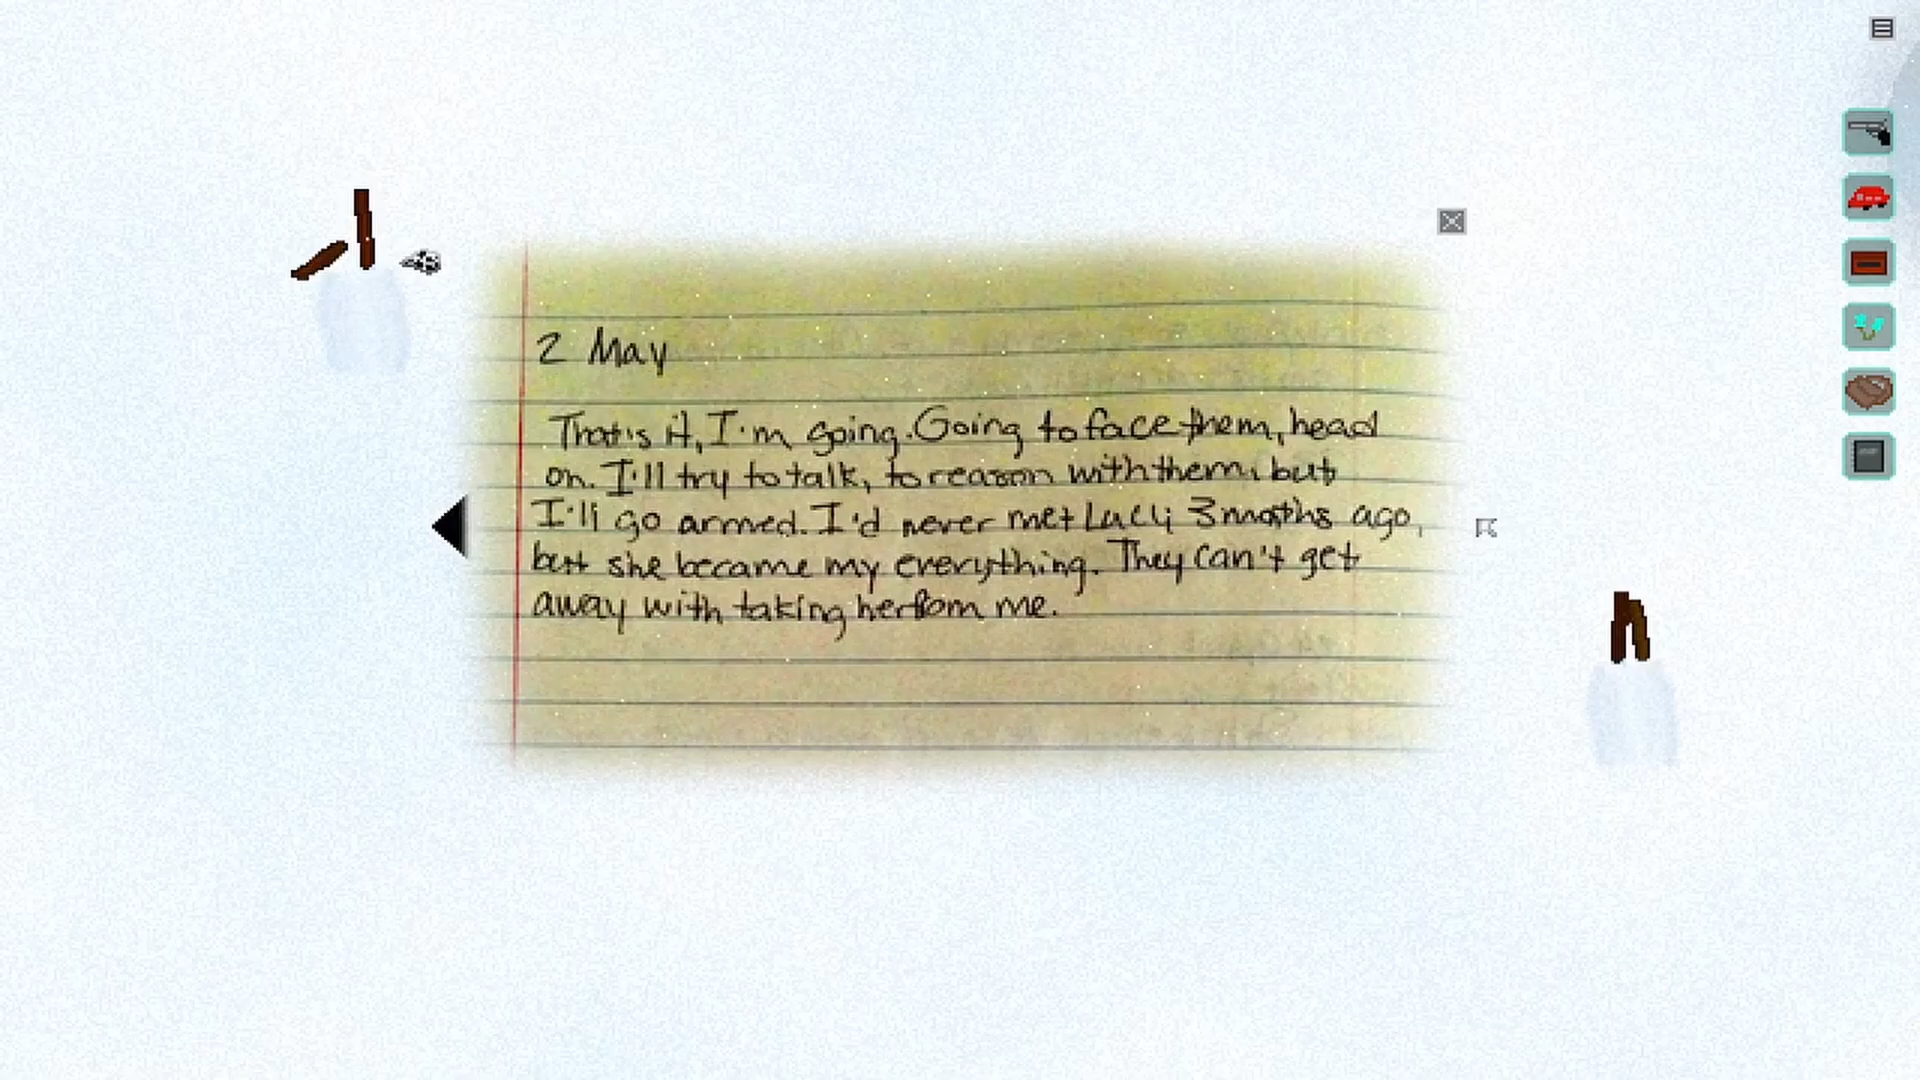 2 May
That's it, I'm going. Going to face them, head
on. I'll try to talk, to reason with them, but
I'll go armed. I'd never met Lucy 3 months ago,
but she became my everything. They can't get
away with taking her from me.